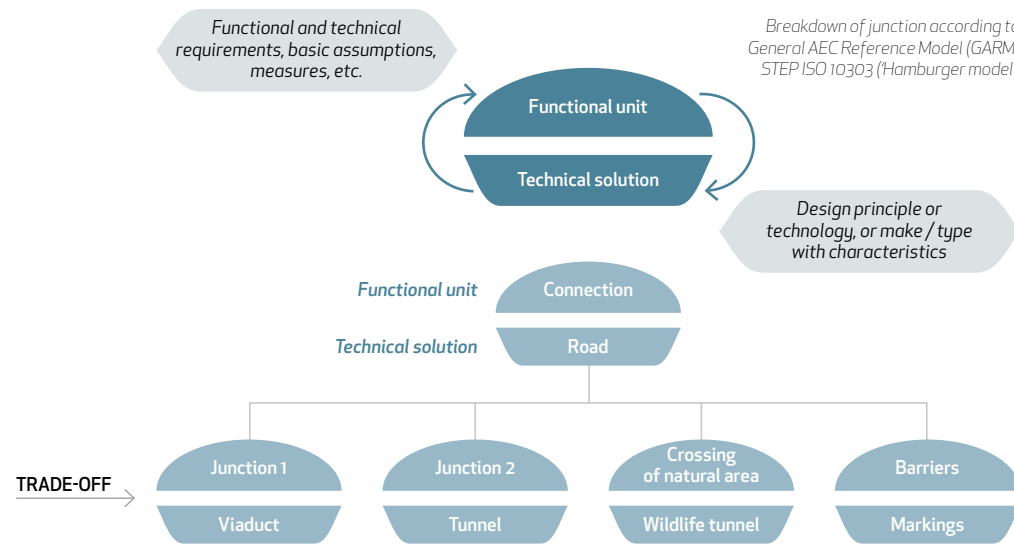 Functional and technical
requirements, basic assumptions,
measures, etc.
Breakdown of junction according to
General AEC Reference Model (GARM
STEP ISO 10303 ('Hamburger model'
Functional unit
Technical solution
Design principle or
technology, or make / type
with characteristics
Functional unit
Connection
Technical solution
Road
Junction 1
Junction 2
Crossing
of natural area
Barriers
TRADE-OFF
Viaduct
Tunnel
Wildlife tunnel
Markings